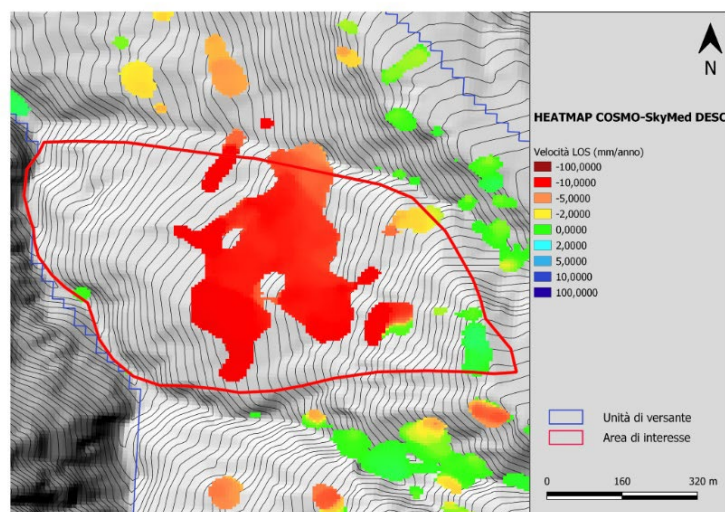 N
HEATMAP COSMO-SkyMed DESC
Velocità LOS (mm/anno)
-100,0000
-10,0000
-5,0000
-2,0000
0,0000
2,0000
5,0000
10,0000
100,0000
Unità di versante
Area di interesse
0 160 320 m